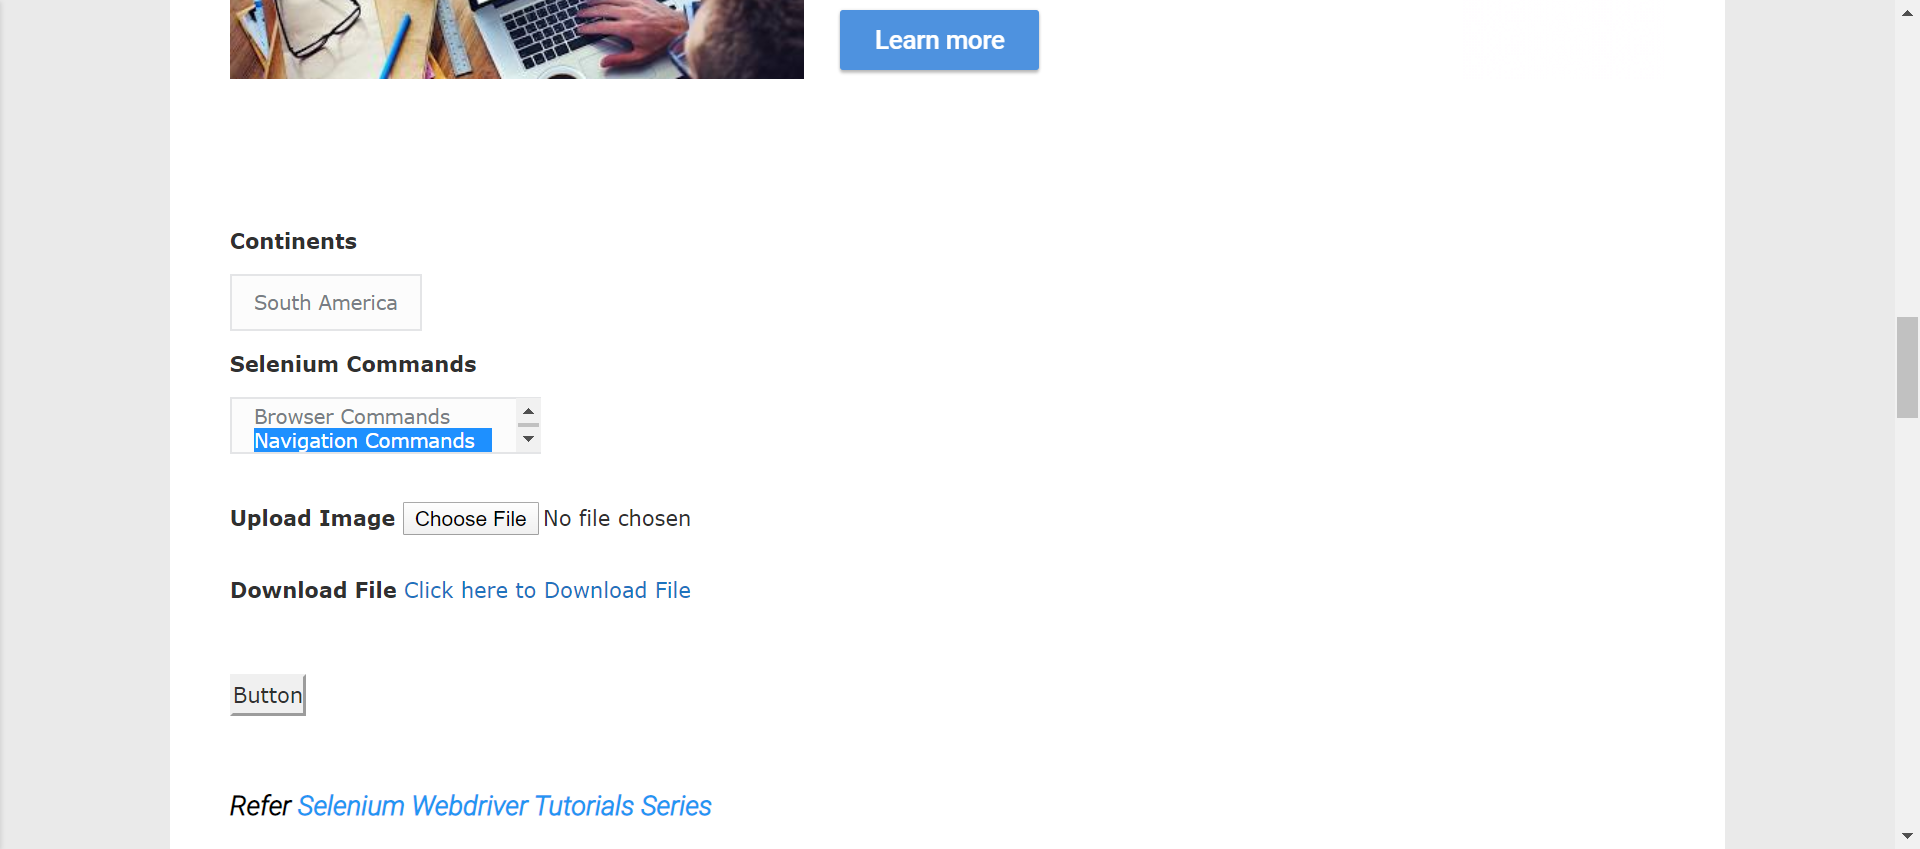 Learn more
Continents
South America
Selenium Commands
Browser Commands
Navigation Commands
Upload Image Choose File No file chosen
Download File Click here to Download File
Button
Refer Selenium Webdriver Tutorials Series